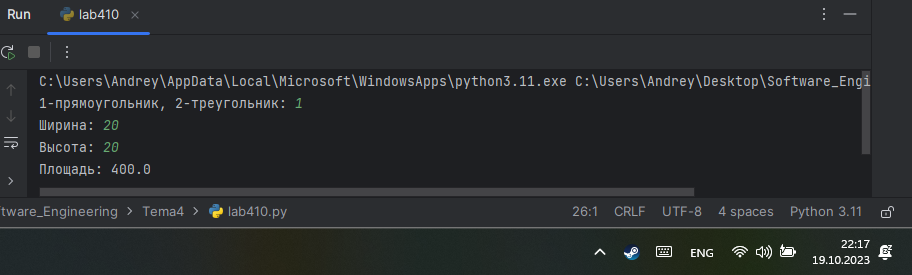 Run lab410
C:\Users\Andrey\AppData\Local\Microsoft\WindowsApps\python3.11.exe C:\Users\Andrey\Desktop\Software_Engi
1-прямоугольник, 2-треугольник: 1
Ширина: 20
Высота: 20
Площадь: 400.0
ftware_Engineering > Tema4 > lab410.py 26:1 CRLF UTF-8 4 spaces Python 3.11
ENG 22:17
19.10.2023